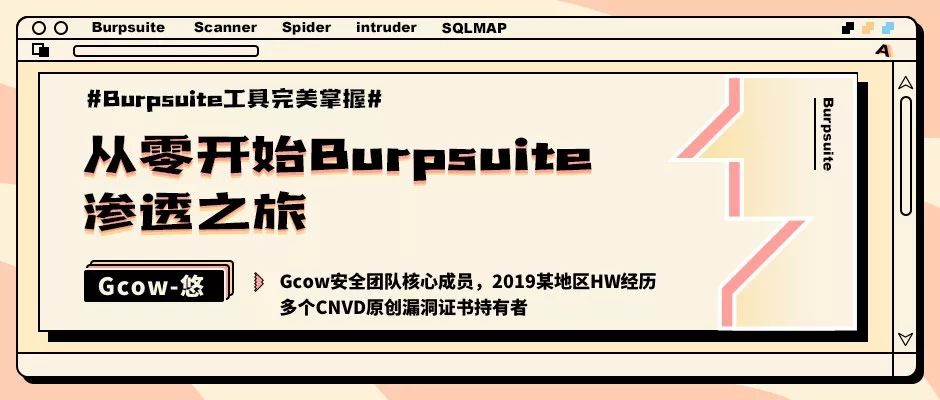 Burpsuite Scanner Spider intruder SQLMAP
A
#Burpsuite工具完美掌握#
Burpsuite
从零开始Burpsuite
渗透之旅
Gcow-悠
Gcow安全团队核心成员，2019某地区HW经历
多个CNVD原创漏洞证书持有者